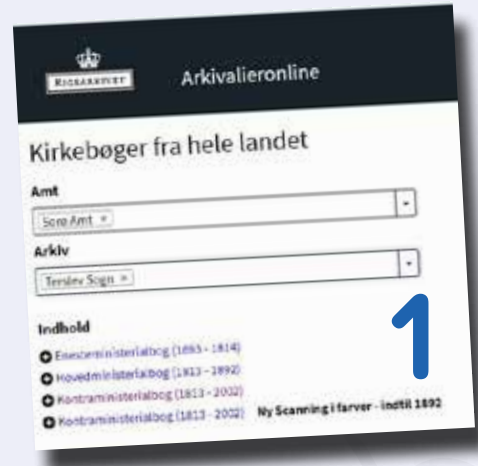 RIGSARKIVET
Arkivalieronline
Kirkebøger fra hele landet
Amt
Sorø Amt ×
Arkiv
Terslev Sogn ×
Indhold
Enesteministerialbog (1693 - 1814)
Hovedministerialbog (1813 - 1892)
Kontraministerialbog (1813 - 2002)
Kontraministerialbog (1813 - 2002) Ny Scanning i farver - indtil 1892
1